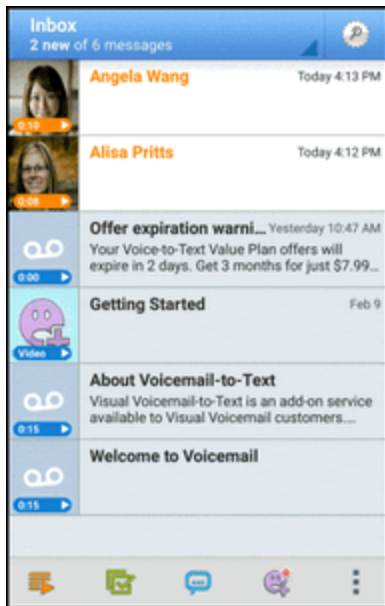 Inbox
2 new of 6 messages
Angela Wang
Today 4:13 PM
0:10
Alisa Pritts
Today 4:12 PM
0:08
Offer expiration warni...
Yesterday 10:47 AM
Your Voice-to-Text Value Plan offers will
expire in 2 days. Get 3 months for just $7.99...
0:00
Getting Started
Feb 9
Video
About Voicemail-to-Text
Visual Voicemail-to-Text is an add-on service
available to Visual Voicemail customers....
0:15
Welcome to Voicemail
0:15